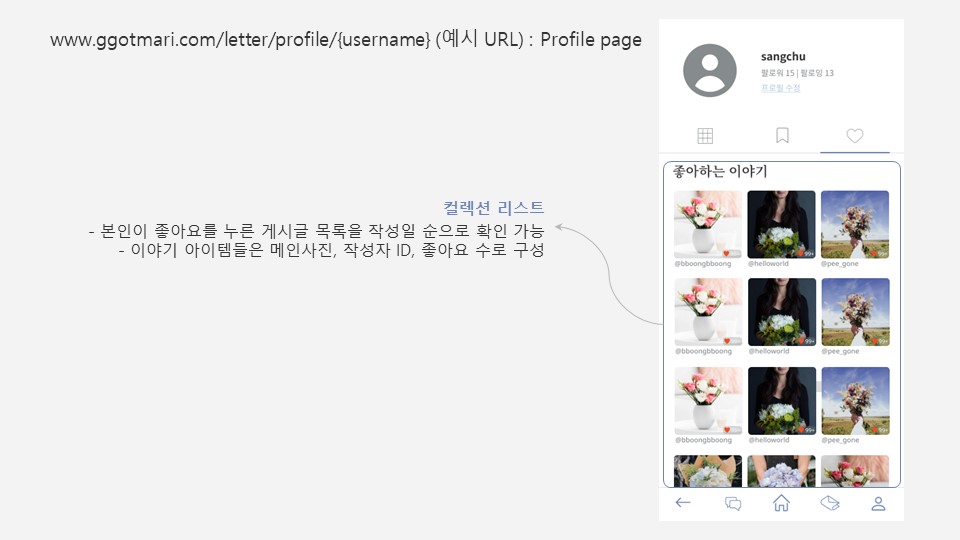 www.ggotmari.com/letter/profile/{username} (예시 URL) : Profile page
sangchu
팔로워 15 | 팔로잉 13
프로필 수정
좋아하는 이야기
컬렉션 리스트
- 본인이 좋아요를 누른 게시글 목록을 작성일 순으로 확인 가능
- 이야기 아이템들은 메인사진, 작성자 ID, 좋아요 수로 구성
99+
99+
@bboongbboong
@helloworld
@pee_gone
99+
99+
@bboongbboong
@helloworld
@pee_gone
99+
99+
@bboongbboong
@helloworld
@pee_gone